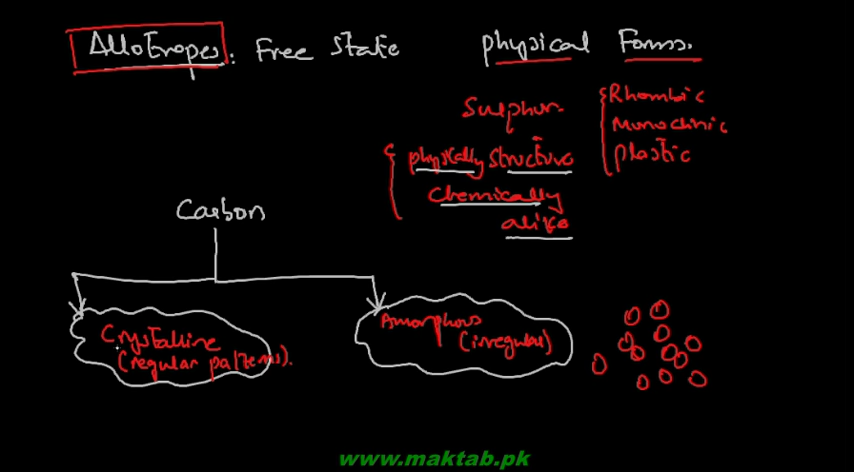 Allotropes: Free State physical Forms.
Sulphur. Rhombic
Monoclinic
physically Structure plastic
Chemically
alike
Carbon
Crystalline
(regular patterns).
Amorphous
(irregular)
www.maktab.pk